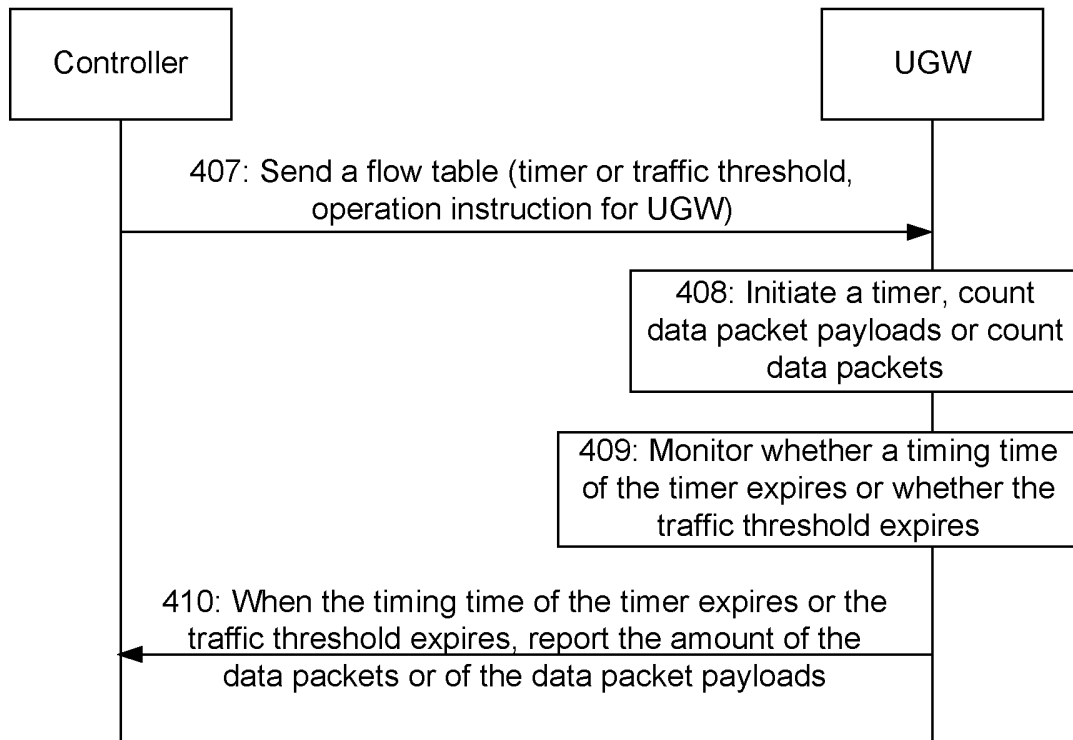 Controller
UGW
407: Send a flow table (timer or traffic threshold,
operation instruction for UGW)
408: Initiate a timer, count
data packet payloads or count
data packets
409: Monitor whether a timing time
of the timer expires or whether the
traffic threshold expires
410: When the timing time of the timer expires or the
traffic threshold expires, report the amount of the
data packets or of the data packet payloads